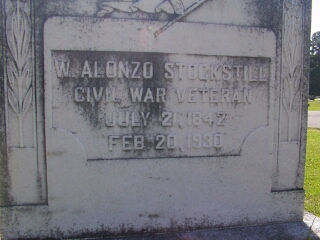 W. ALONZO STOCKSTILL
CIVIL WAR VETERAN
JULY 21, 1842
FEB 20, 1930